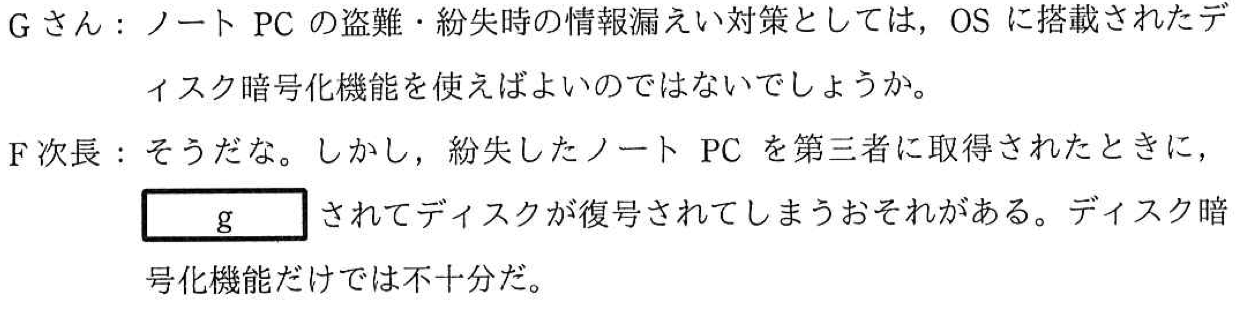 Gさん：ノート PC の盗難・紛失時の情報漏えい対策としては，OS に搭載されたデ
ィスク暗号化機能を使えばよいのではないでしょうか。
F次長：そうだな。しかし，紛失したノート PC を第三者に取得されたときに，
g されてディスクが復号されてしまうおそれがある。ディスク暗
号化機能だけでは不十分だ。